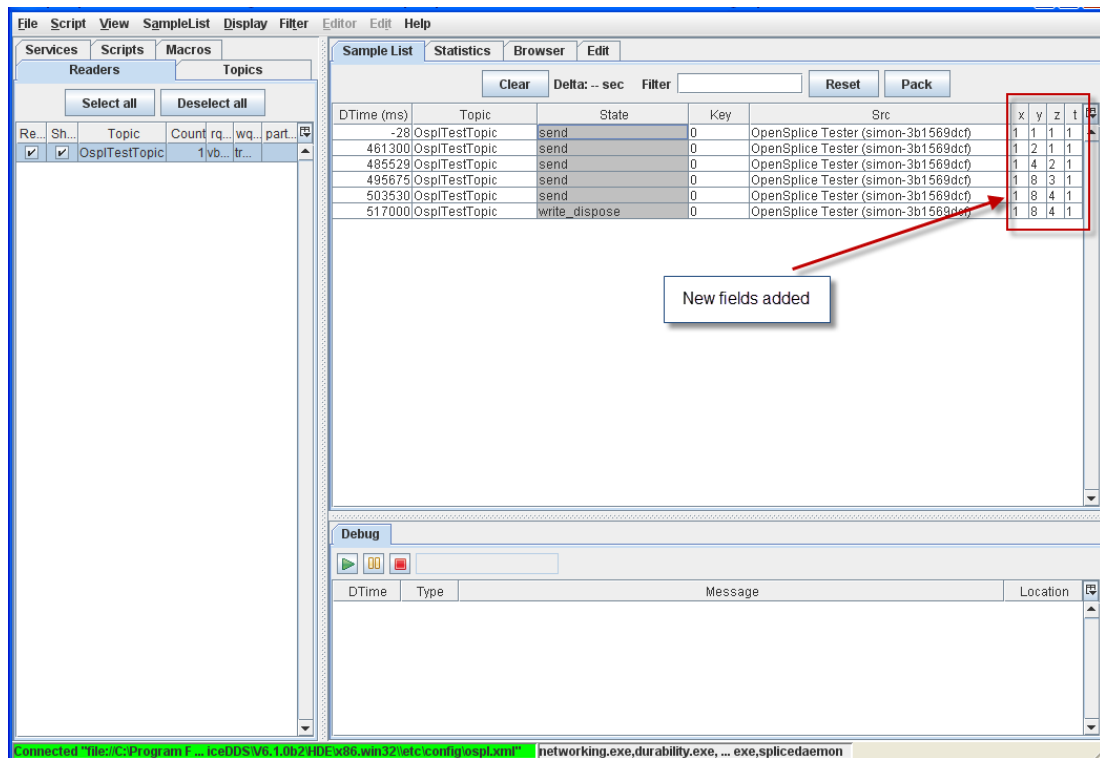 File Script View SampleList Display Filter Editor Edit Help
Services Scripts Macros
Readers Topics
Select all Deselect all
Re... Sh... Topic Count rq... wq... part...
OsplTestTopic 1 vb... tr...
Sample List Statistics Browser Edit
Clear Delta: -- sec Filter Reset Pack
DTime (ms) Topic State Key Src x y z t
-28 OsplTestTopic send 0 OpenSplice Tester (simon-3b1569dcf) 1 1 1 1
461300 OsplTestTopic send 0 OpenSplice Tester (simon-3b1569dcf) 1 2 1 1
485529 OsplTestTopic send 0 OpenSplice Tester (simon-3b1569dcf) 1 4 2 1
495675 OsplTestTopic send 0 OpenSplice Tester (simon-3b1569dcf) 1 8 3 1
503530 OsplTestTopic send 0 OpenSplice Tester (simon-3b1569dcf) 1 8 4 1
517000 OsplTestTopic write_dispose 0 OpenSplice Tester (simon-3b1569dcf) 1 8 4 1
New fields added
Debug
DTime Type Message Location
Connected "file://C:\Program F ... iceDDS\V6.1.0b2\HDE\x86.win32\\etc\config\ospl.xml" networking.exe,durability.exe, ... exe,splicedaemon